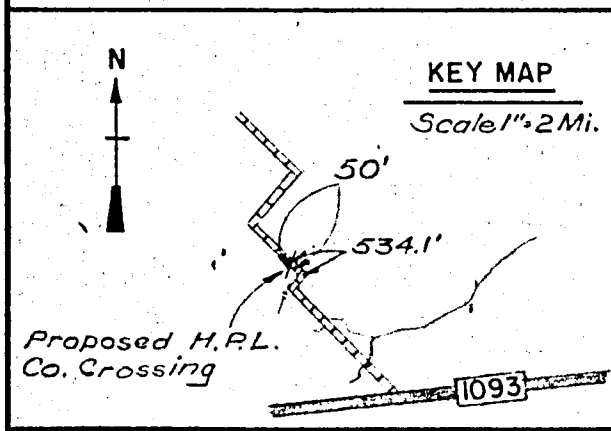 N
KEY MAP
Scale 1"=2 Mi.
50'
534.1'
Proposed H.P.L.
Co. Crossing
1093